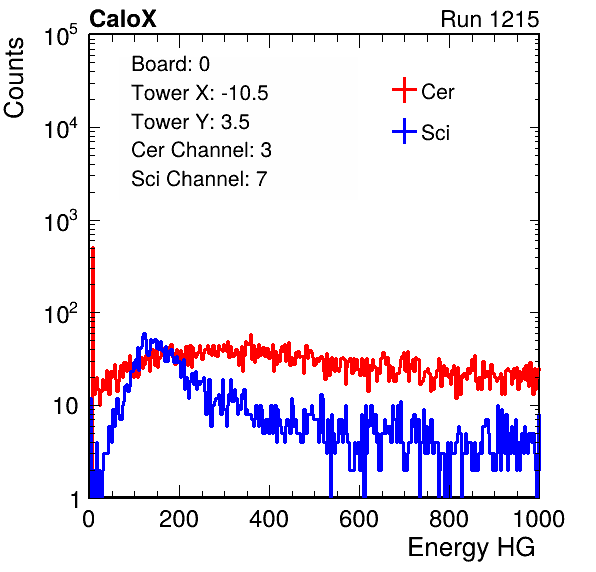 CaloX Run 1215
Counts
10^5
10^4
10^3
10^2
10
1
Board: 0
Tower X: -10.5
Tower Y: 3.5
Cer Channel: 3
Sci Channel: 7
Cer
Sci
0 200 400 600 800 1000
Energy HG